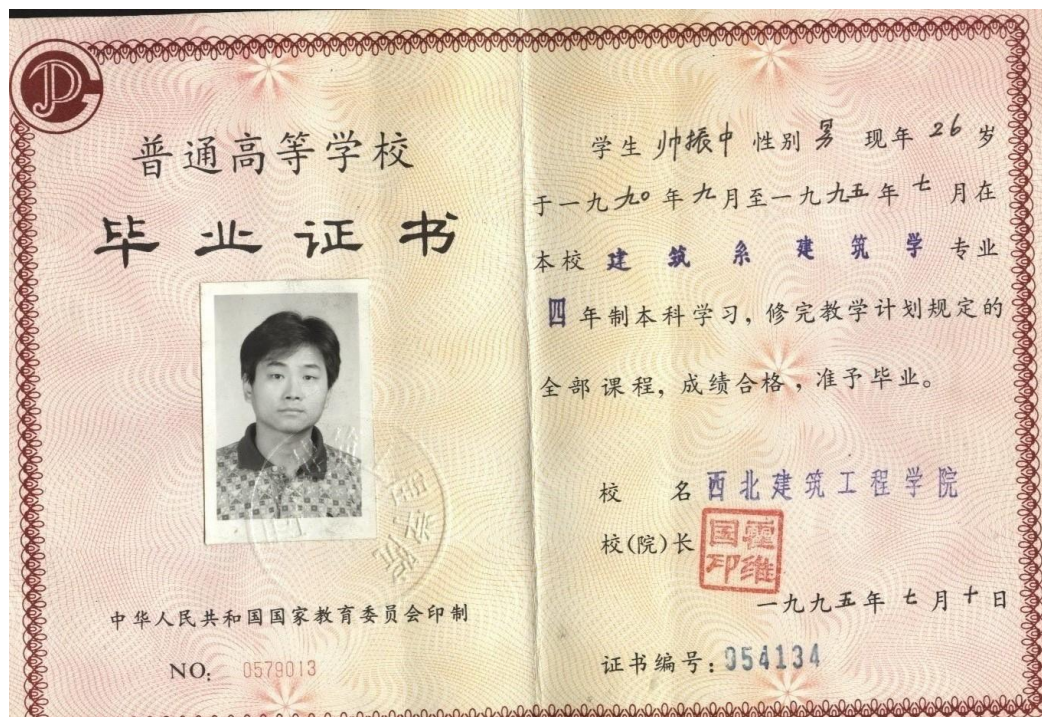 普通高等学校
毕业证书
中华人民共和国国家教育委员会印制
NO: 0579013
学生 帅振中 性别 男 现年 26 岁
于一九九〇年九月至一九九五年七月在
本校 建筑系 建筑学 专业
四年制本科学习,修完教学计划规定的
全部课程,成绩合格,准予毕业。
校 名 西北建筑工程学院
校(院)长 霍维国印
一九九五年七月十日
证书编号:954134